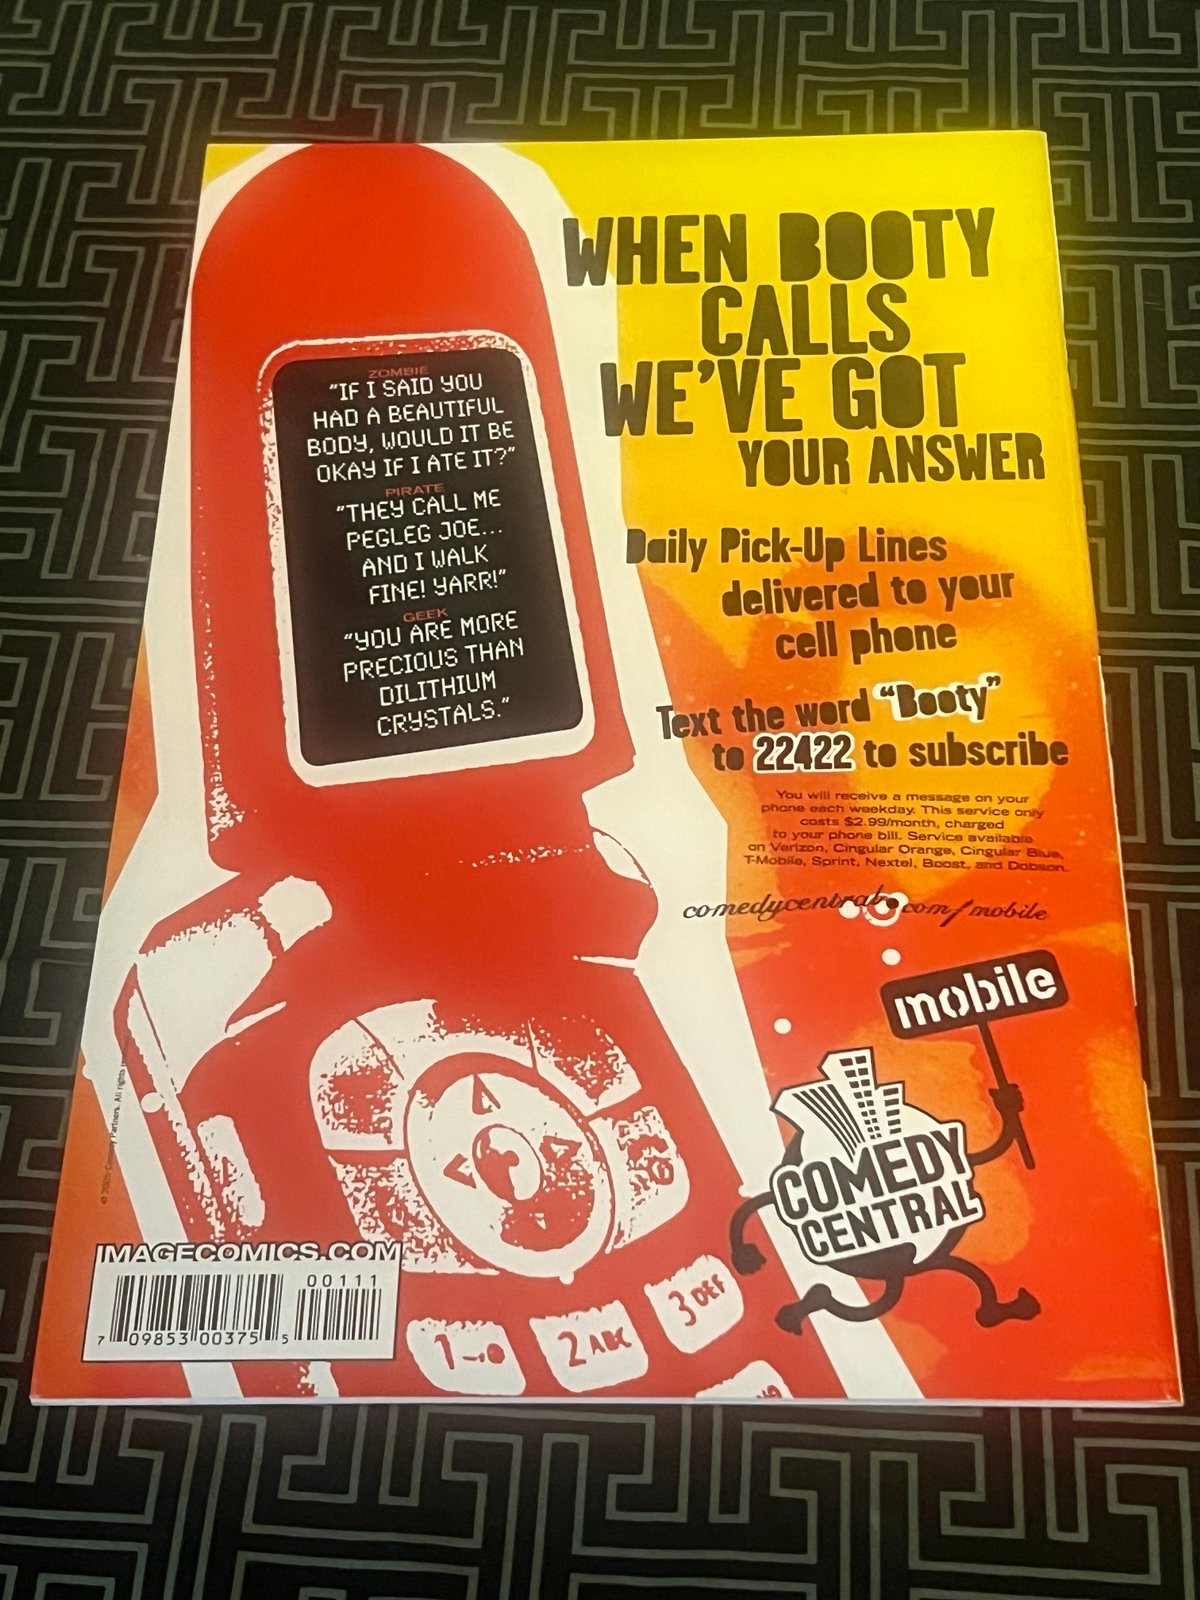 WHEN BOOTY
CALLS
WE'VE GOT
YOUR ANSWER
ZOMBIE
"IF I SAID YOU
HAD A BEAUTIFUL
BODY, WOULD IT BE
OKAY IF I ATE IT?"
PIRATE
"THEY CALL ME
PEGLEG JOE...
AND I WALK
FINE! YARR!"
GEEK
"YOU ARE MORE
PRECIOUS THAN
DILITHIUM
CRYSTALS."
Daily Pick-Up Lines
delivered to your
cell phone
Text the word "Booty"
to 22422 to subscribe
You will receive a message on your
phone each weekday. This service only
costs $2.99/month, charged
to your phone bill. Service available
on Verizon, Cingular Orange, Cingular Blue,
T-Mobile, Sprint, Nextel, Boost, and Dobson.
comedycentral.com/mobile
mobile
COMEDY
CENTRAL
Partners. All rights
IMAGECOMICS.COM
00111
7 09853 00375 5
1
2 ABC
3 DEF